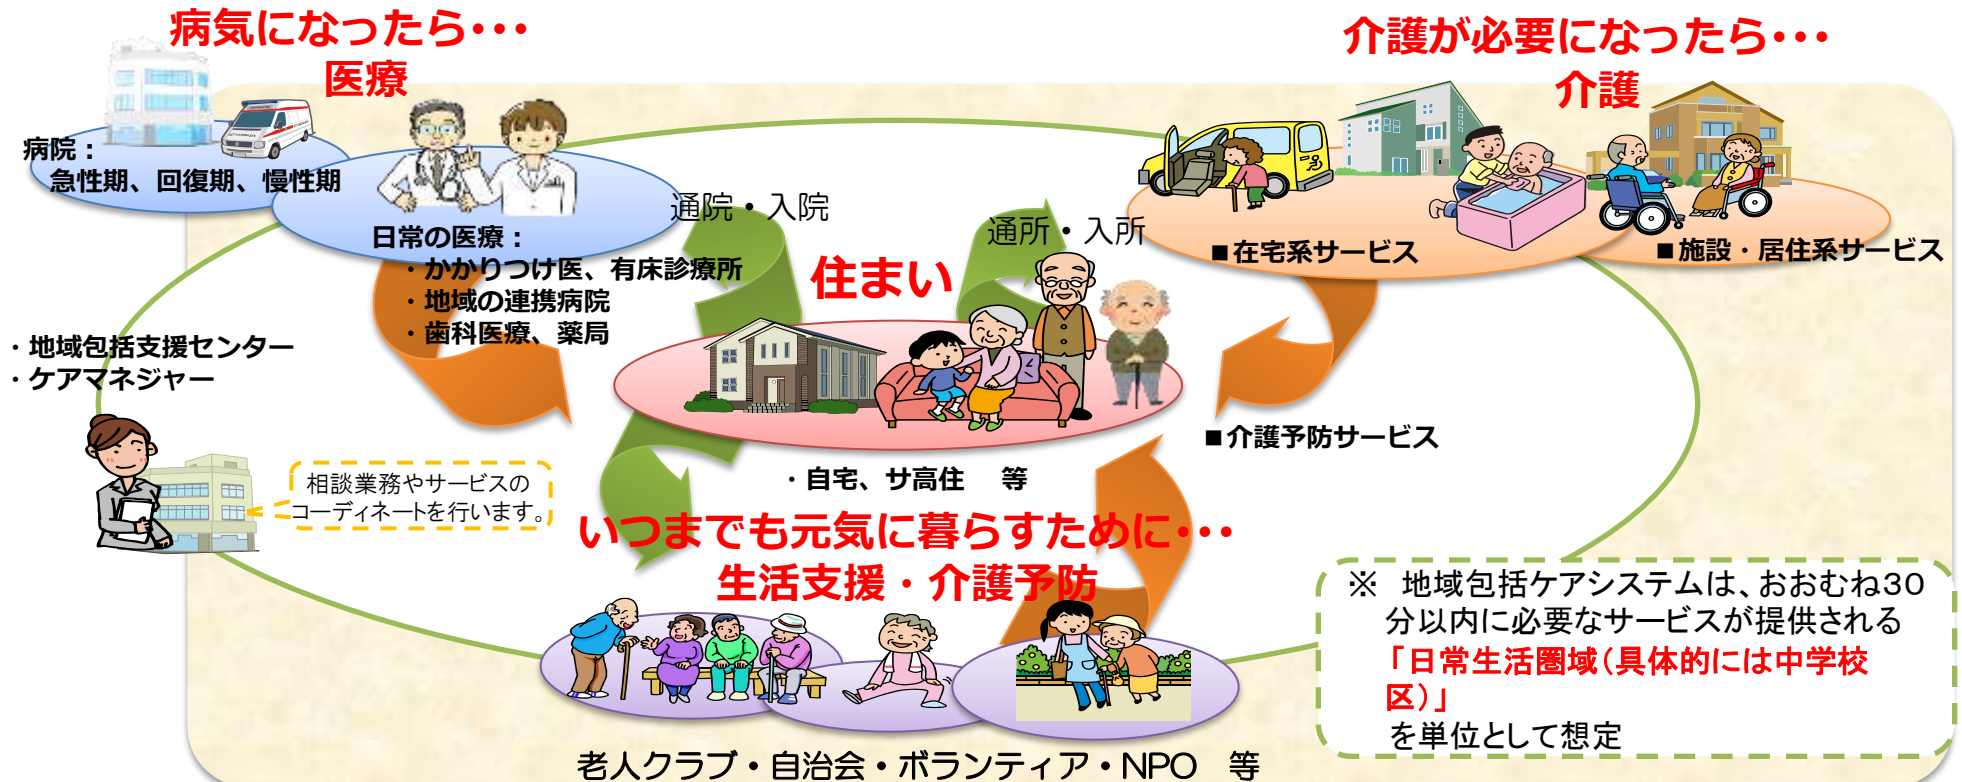 病気になったら・・・
医療
病院：
急性期、回復期、慢性期
日常の医療：
・かかりつけ医、有床診療所
・地域の連携病院
・歯科医療、薬局
通院・入院
通所・入所
介護が必要になったら・・・
介護
■在宅系サービス
■施設・居住系サービス
■介護予防サービス
住まい
・自宅、サ高住　等
・地域包括支援センター
・ケアマネジャー
相談業務やサービスの
コーディネートを行います。
いつまでも元気に暮らすために・・・
生活支援・介護予防
老人クラブ・自治会・ボランティア・NPO　等
※　地域包括ケアシステムは、おおむね３０
分以内に必要なサービスが提供される
「日常生活圏域（具体的には中学校
区）」
を単位として想定